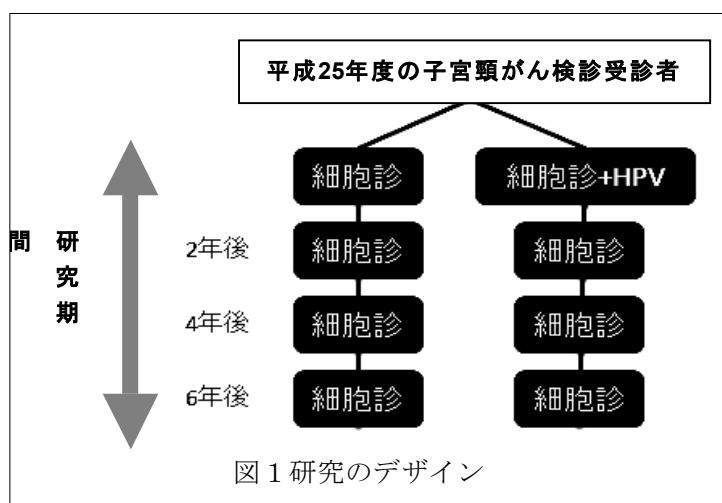 平成25年度の子宮頸がん検診受診者
細胞診 細胞診+HPV
研究期間
2年後 細胞診 細胞診
4年後 細胞診 細胞診
6年後 細胞診 細胞診
図1研究のデザイン